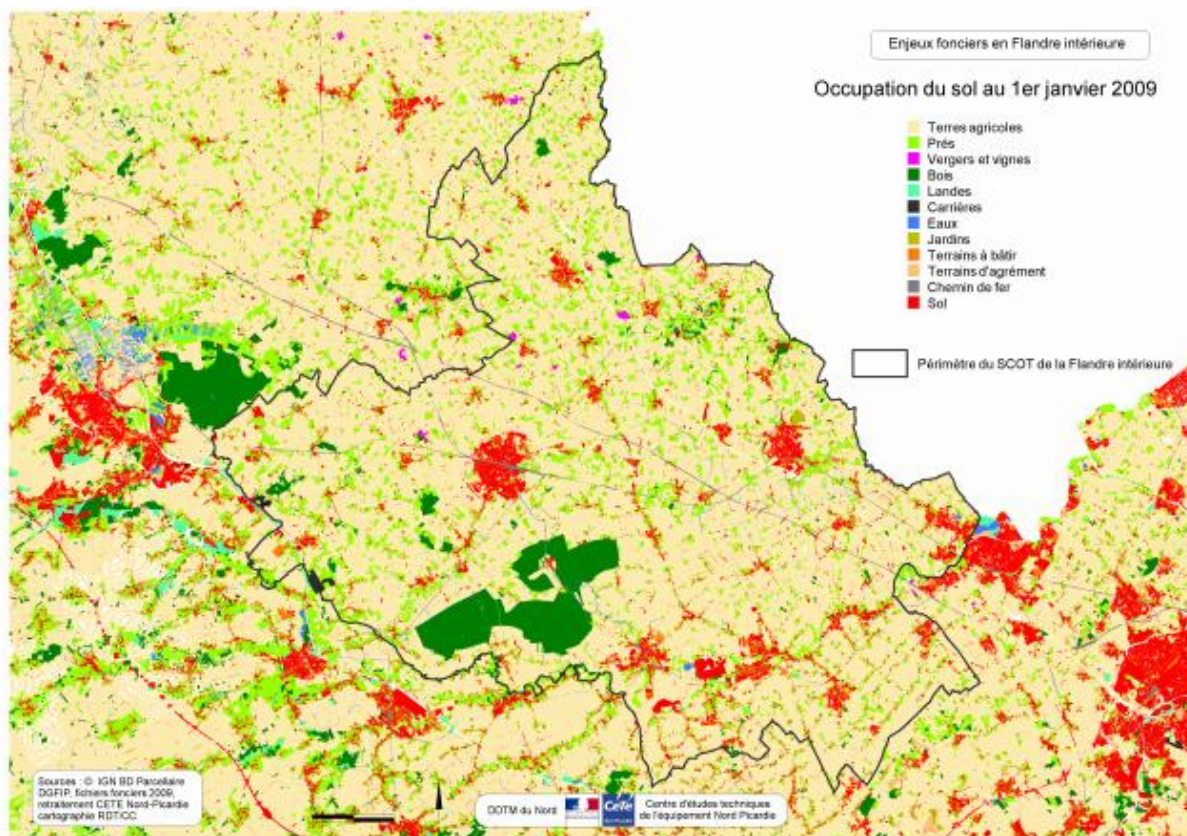 Enjeux fonciers en Flandre intérieure
Occupation du sol au 1er janvier 2009
Terres agricoles
Prés
Vergers et vignes
Bois
Landes
Carrières
Eaux
Jardins
Terrains à bâtir
Terrains d'agrément
Chemin de fer
Sol
Périmètre du SCOT de la Flandre intérieure
Sources : © IGN BD Parcellaire
DGFIP, fichiers fonciers 2009,
retraitement CETE Nord-Picardie
cartographie RDT/CC
DDTM du Nord
CeTe
Centre d'études techniques
de l'équipement Nord Picardie